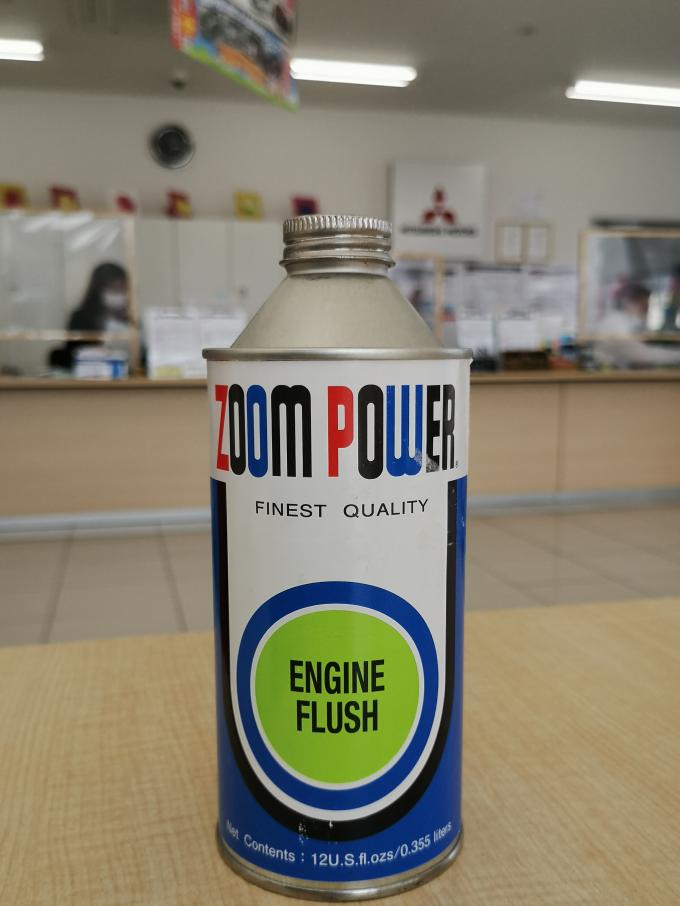 ZOOM POWER
FINEST QUALITY
ENGINE
FLUSH
Net Contents : 12U.S.fl.ozs/0.355 liters